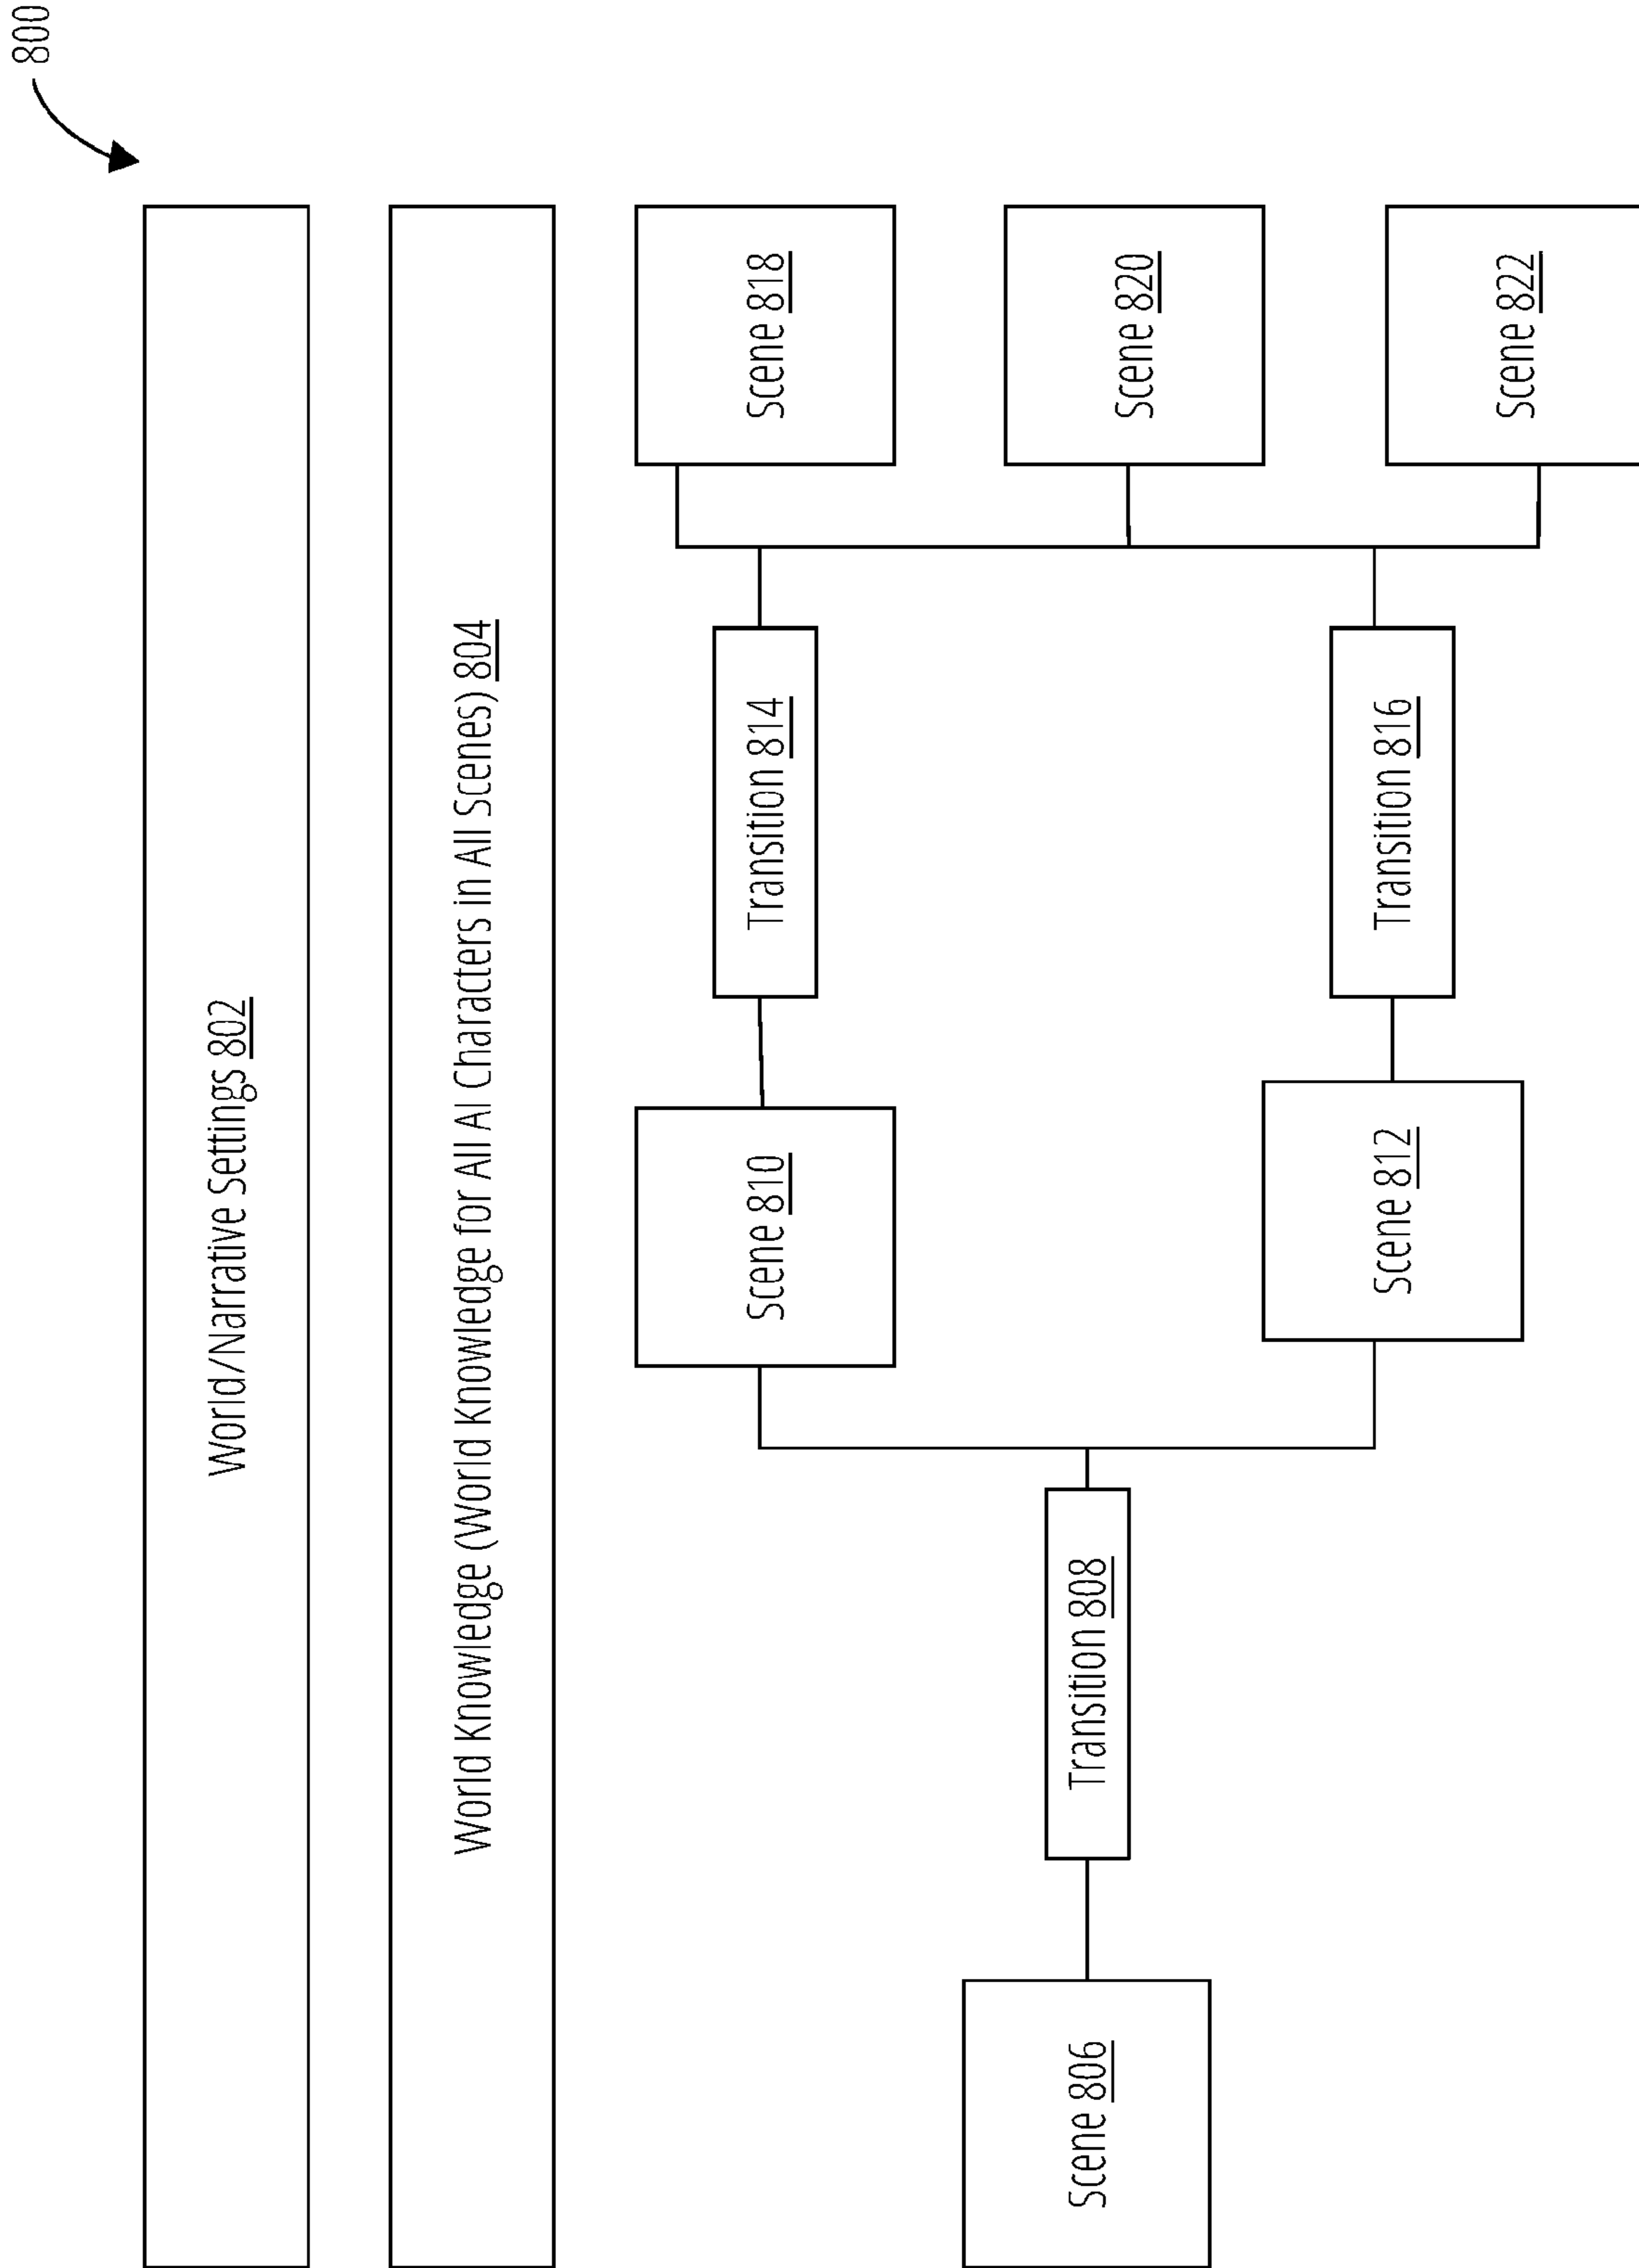 800
World/Narrative Settings 802
World Knowledge (World Knowledge for All AI Characters in All Scenes) 804
Scene 806
Transition 808
Scene 810
Scene 812
Transition 814
Transition 816
Scene 818
Scene 820
Scene 822